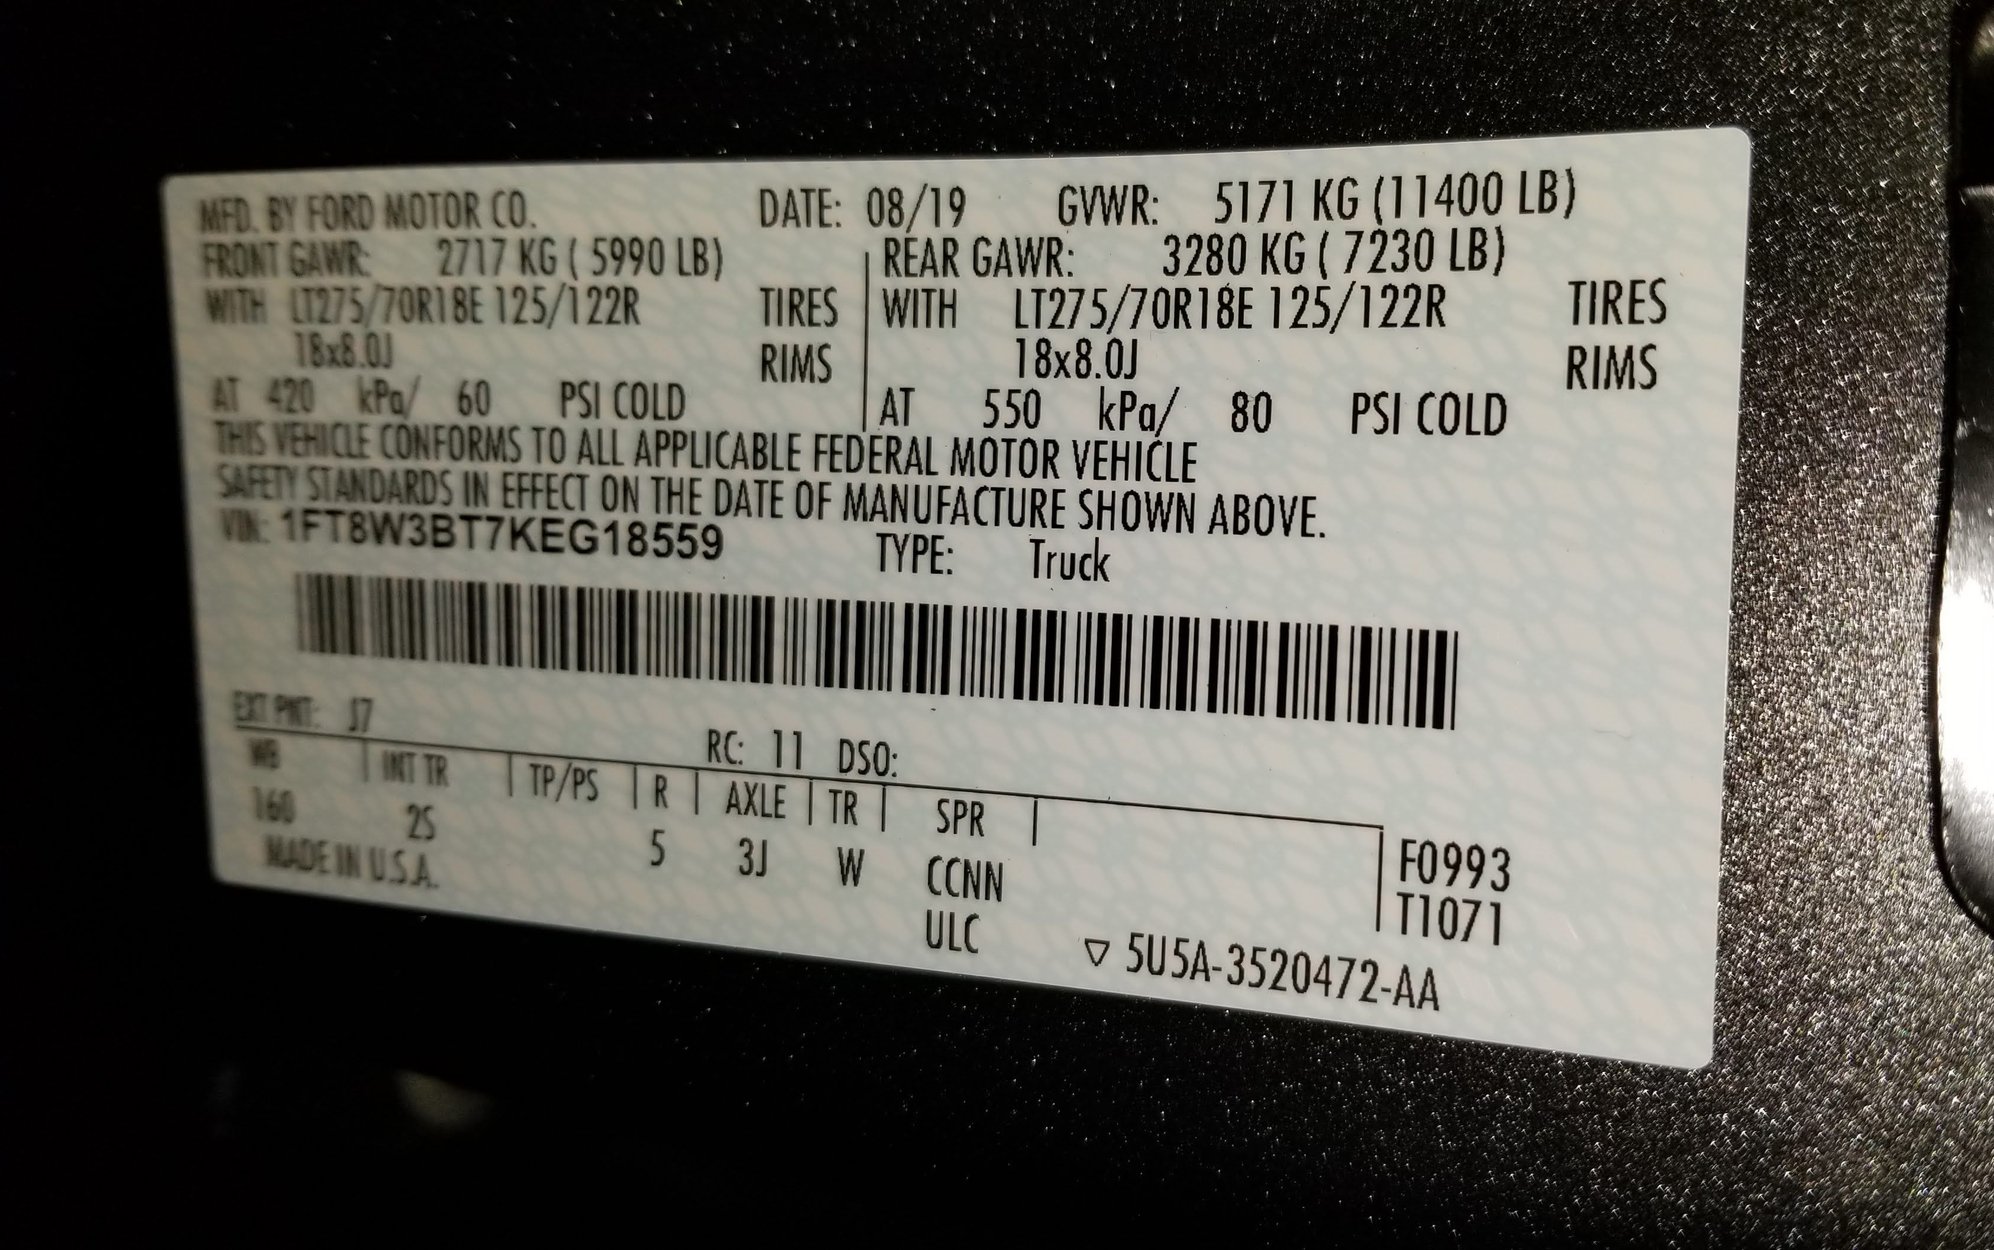 MFD. BY FORD MOTOR CO. DATE: 08/19 GVWR: 5171 KG (11400 LB)
FRONT GAWR: 2717 KG ( 5990 LB) REAR GAWR: 3280 KG ( 7230 LB)
WITH LT275/70R18E 125/122R TIRES WITH LT275/70R18E 125/122R TIRES
18x8.0J RIMS 18x8.0J RIMS
AT 420 kPa/ 60 PSI COLD AT 550 kPa/ 80 PSI COLD
THIS VEHICLE CONFORMS TO ALL APPLICABLE FEDERAL MOTOR VEHICLE
SAFETY STANDARDS IN EFFECT ON THE DATE OF MANUFACTURE SHOWN ABOVE.
VIN: 1FT8W3BT7KEG18559 TYPE: Truck
EXT PNT: J7 RC: 11 DSO:
WB INT TR TP/PS R AXLE TR SPR
160 2S 5 3J W CCNN F0993
MADE IN U.S.A. ULC T1071
▽ 5U5A-3520472-AA